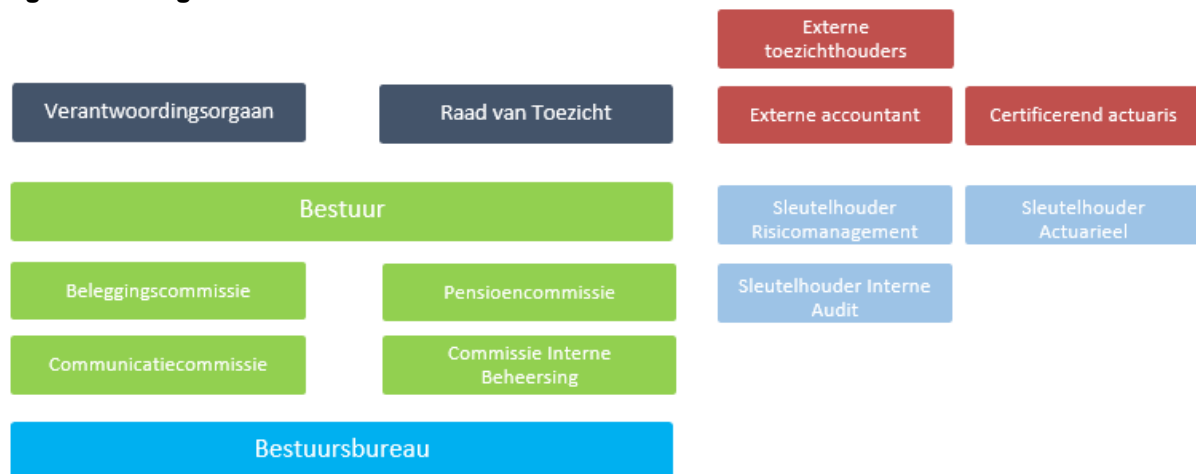 Externe
toezichthouders
Verantwoordingsorgaan
Raad van Toezicht
Externe accountant
Certificerend actuaris
Bestuur
Sleutelhouder
Risicomanagement
Sleutelhouder
Actuarieel
Beleggingscommissie
Pensioencommissie
Sleutelhouder Interne
Audit
Communicatiecommissie
Commissie Interne
Beheersing
Bestuursbureau